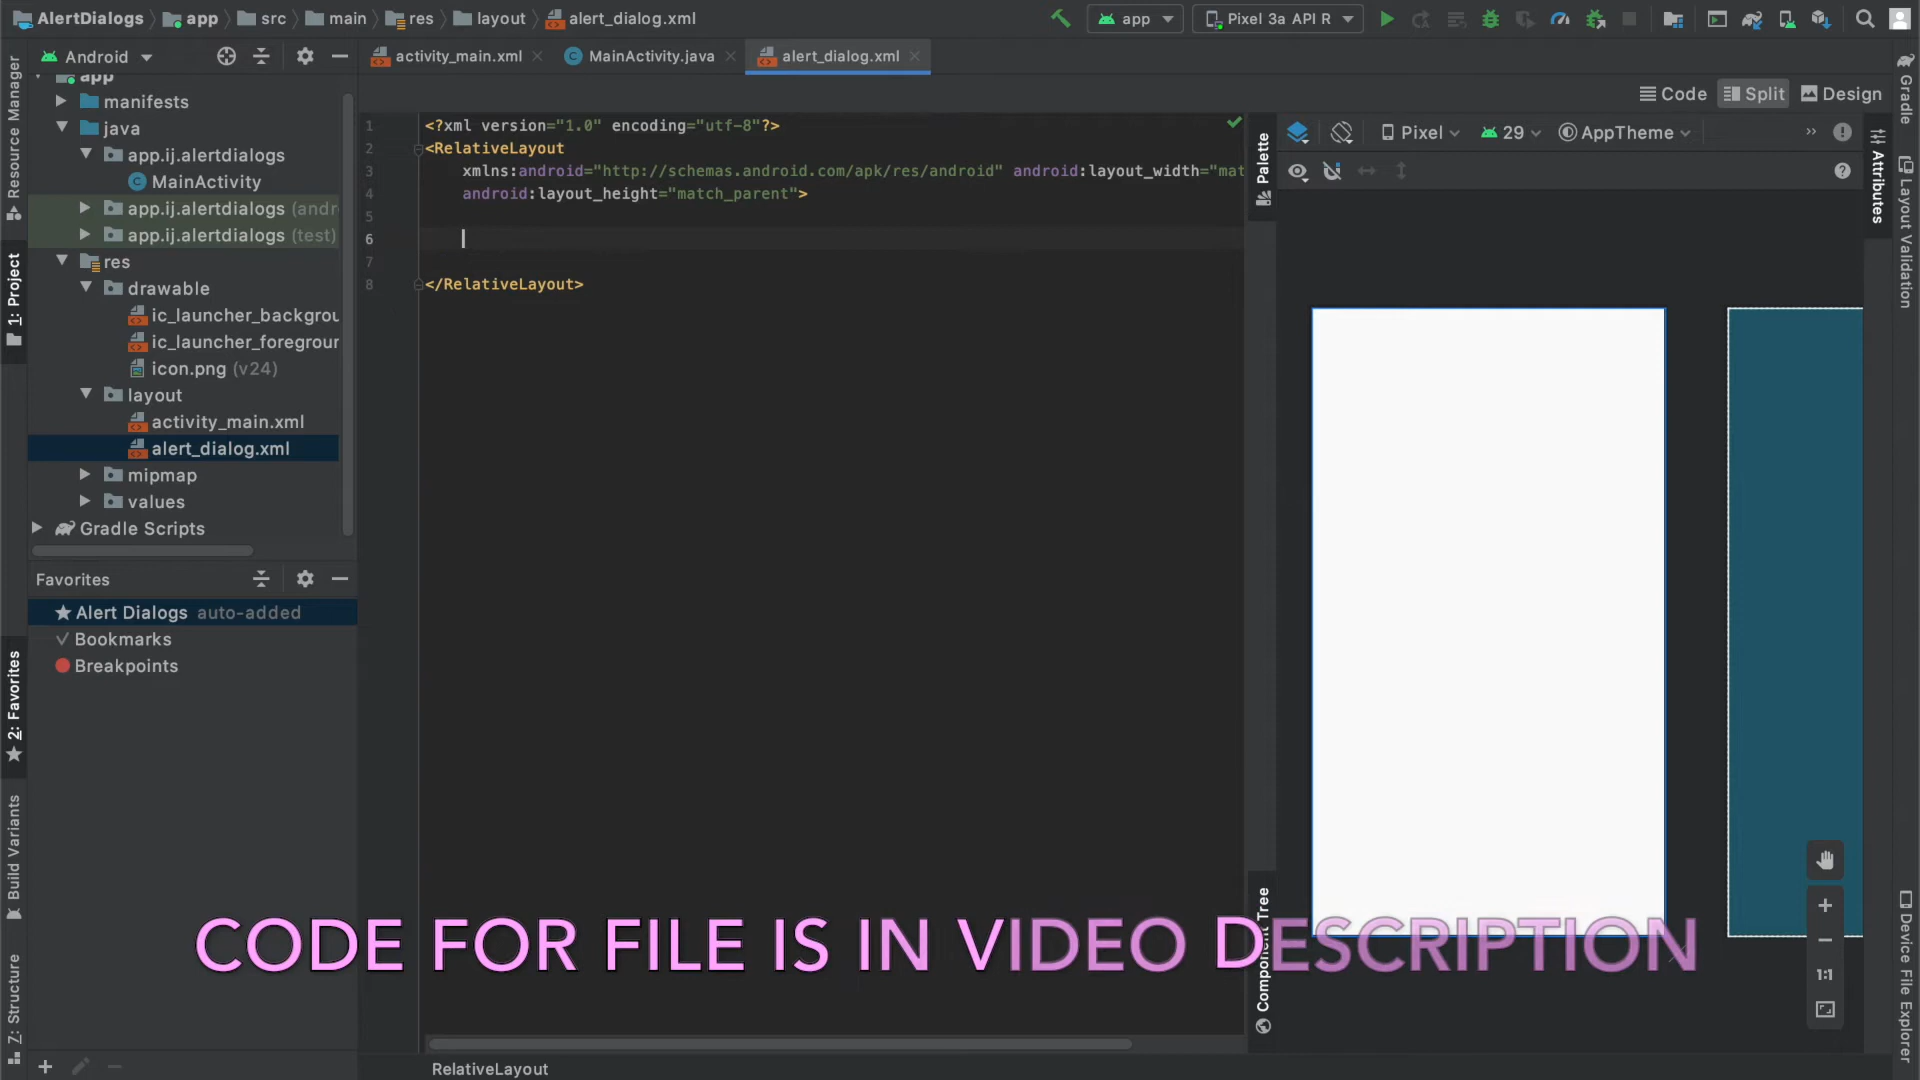 AlertDialogs app src main res layout alert_dialog.xml app Pixel 3a API R
Android
activity_main.xml MainActivity.java alert_dialog.xml
Code Split Design
Resource Manager
1: Project
2: Favorites
Build Variants
Z: Structure
app
manifests
java
app.ij.alertdialogs
MainActivity
app.ij.alertdialogs (andr
app.ij.alertdialogs (test)
res
drawable
ic_launcher_backgrou
ic_launcher_foregroun
icon.png (v24)
layout
activity_main.xml
alert_dialog.xml
mipmap
values
Gradle Scripts
Favorites
Alert Dialogs auto-added
Bookmarks
Breakpoints
1 <?xml version="1.0" encoding="utf-8"?>
2 <RelativeLayout
3 xmlns:android="http://schemas.android.com/apk/res/android" android:layout_width="mat
4 android:layout_height="match_parent">
5
6
7
8 </RelativeLayout>
RelativeLayout
Palette
Component Tree
Pixel 29 AppTheme
1:1
Attributes
Gradle
Layout Validation
Device File Explorer
CODE FOR FILE IS IN VIDEO DESCRIPTION